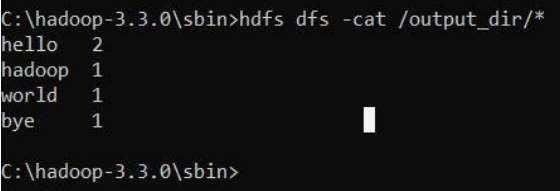 C:\hadoop-3.3.0\sbin>hdfs dfs -cat /output_dir/*
hello   2
hadoop  1
world   1
bye     1
C:\hadoop-3.3.0\sbin>